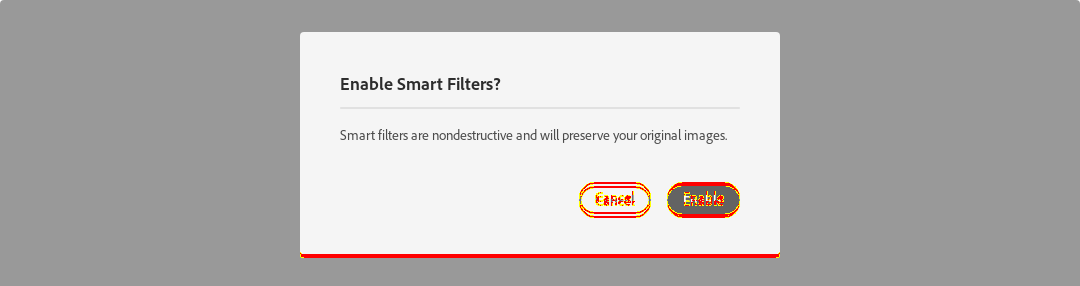 Enable Smart Filters?
Smart filters are nondestructive and will preserve your original images.
Cancel
Enable